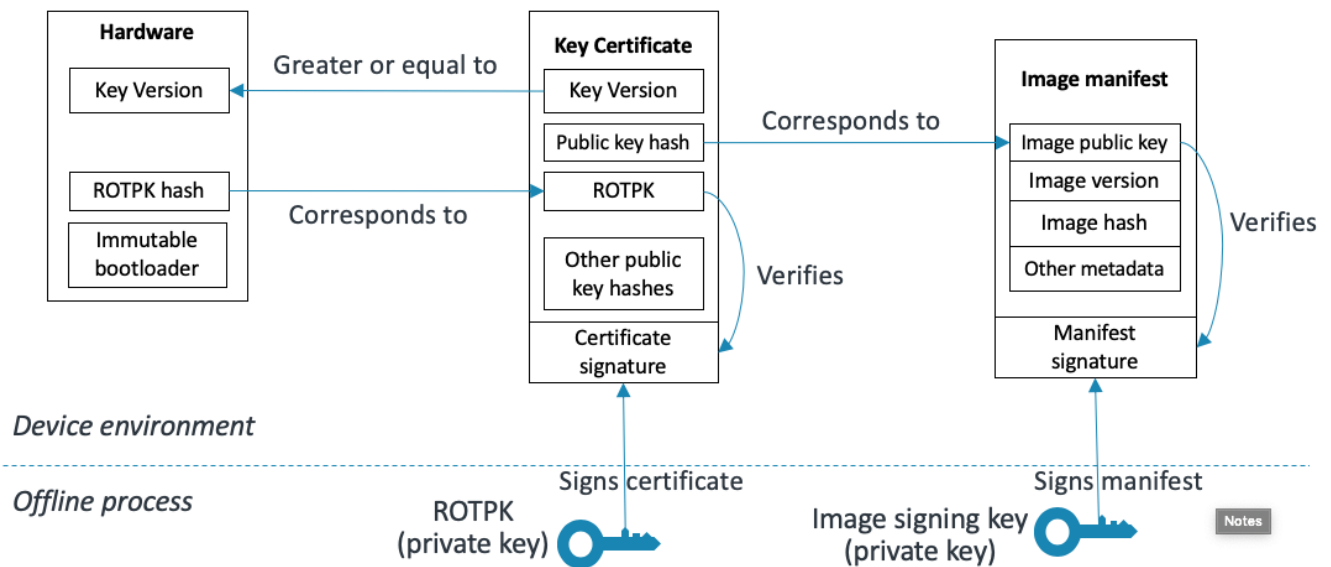 Hardware
Key Version
ROTPK hash
Immutable
bootloader
Greater or equal to
Corresponds to
Key Certificate
Key Version
Public key hash
ROTPK
Other public
key hashes
Certificate
signature
Verifies
Corresponds to
Image manifest
Image public key
Image version
Image hash
Other metadata
Manifest
signature
Verifies
Device environment
Offline process
Signs certificate
ROTPK
(private key)
Signs manifest
Image signing key
(private key)
Notes